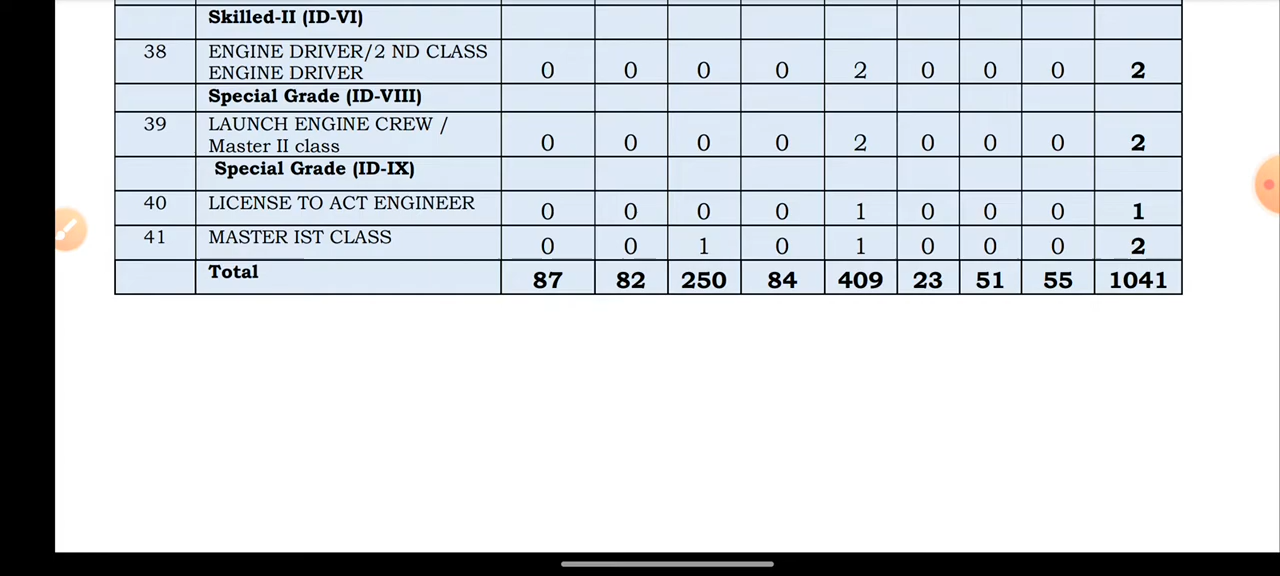 Skilled-II (ID-VI)
38 ENGINE DRIVER/2 ND CLASS
ENGINE DRIVER 0 0 0 0 2 0 0 0 2
Special Grade (ID-VIII)
39 LAUNCH ENGINE CREW /
Master II class 0 0 0 0 2 0 0 0 2
Special Grade (ID-IX)
40 LICENSE TO ACT ENGINEER 0 0 0 0 1 0 0 0 1
41 MASTER IST CLASS 0 0 1 0 1 0 0 0 2
Total 87 82 250 84 409 23 51 55 1041